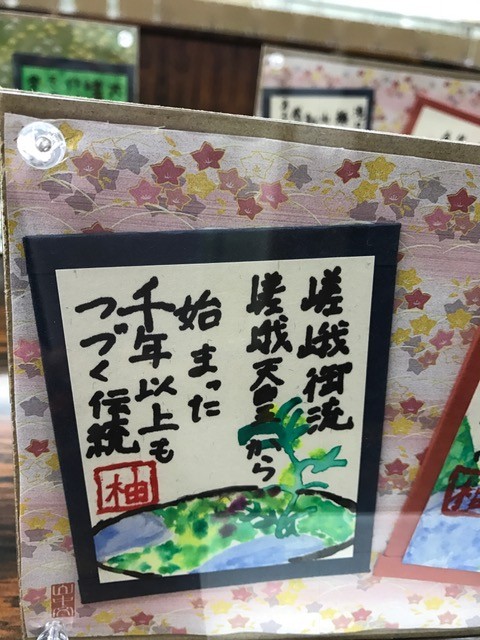 嵯峨御流
嵯峨天皇から
始まった
千年以上も
つづく伝統
柚